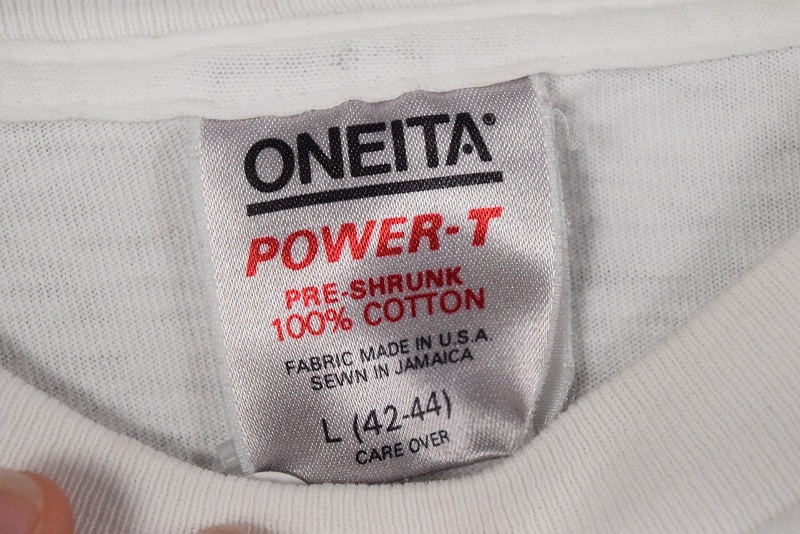 ONEITA®
POWER-T
PRE-SHRUNK
100% COTTON
FABRIC MADE IN U.S.A.
SEWN IN JAMAICA
L (42-44)
CARE OVER